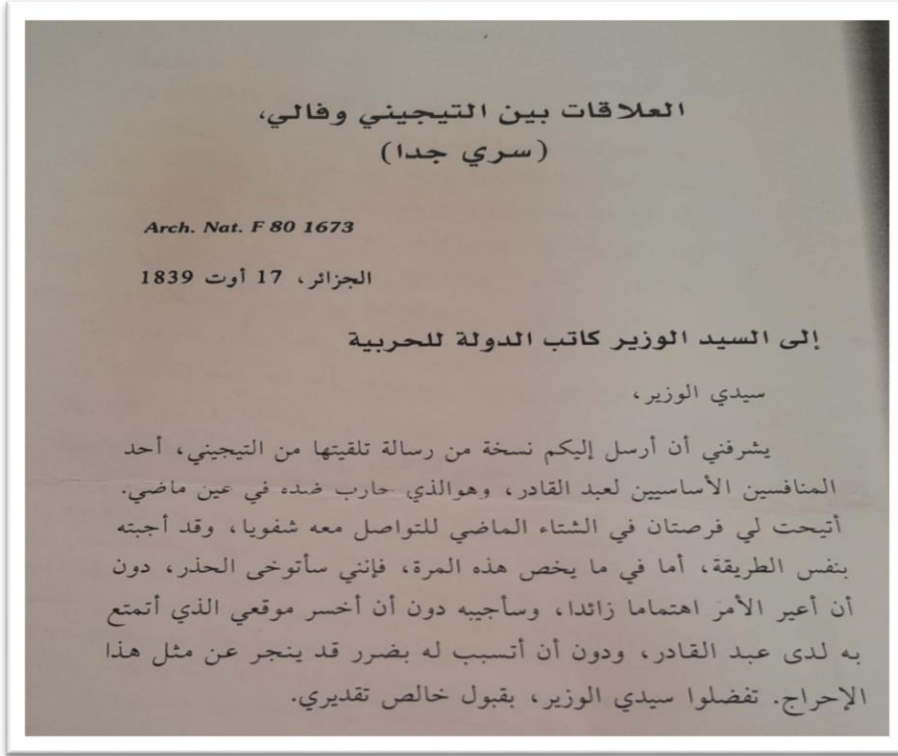 العلاقات بين التيجيني وفالي،
(سري جدا)
Arch. Nat. F 80 1673
الجزائر، 17 أوت 1839
إلى السيد الوزير كاتب الدولة للحربية
سيدي الوزير،
يشرفني أن أرسل إليكم نسخة من رسالة تلقيتها من التيجيني، أحد
المنافسين الأساسيين لعبد القادر، وهوالذي حارب ضده في عين ماضي.
أتيحت لي فرصتان في الشتاء الماضي للتواصل معه شفويا، وقد أجبته
بنفس الطريقة، أما في ما يخص هذه المرة، فإنني سأتوخى الحذر، دون
أن أعير الأمر اهتماما زائدا، وسأجيبه دون أن أخسر موقعي الذي أتمتع
به لدى عبد القادر، ودون أن أتسبب له بضرر قد ينجر عن مثل هذا
الإحراج. تفضلوا سيدي الوزير، بقبول خالص تقديري.